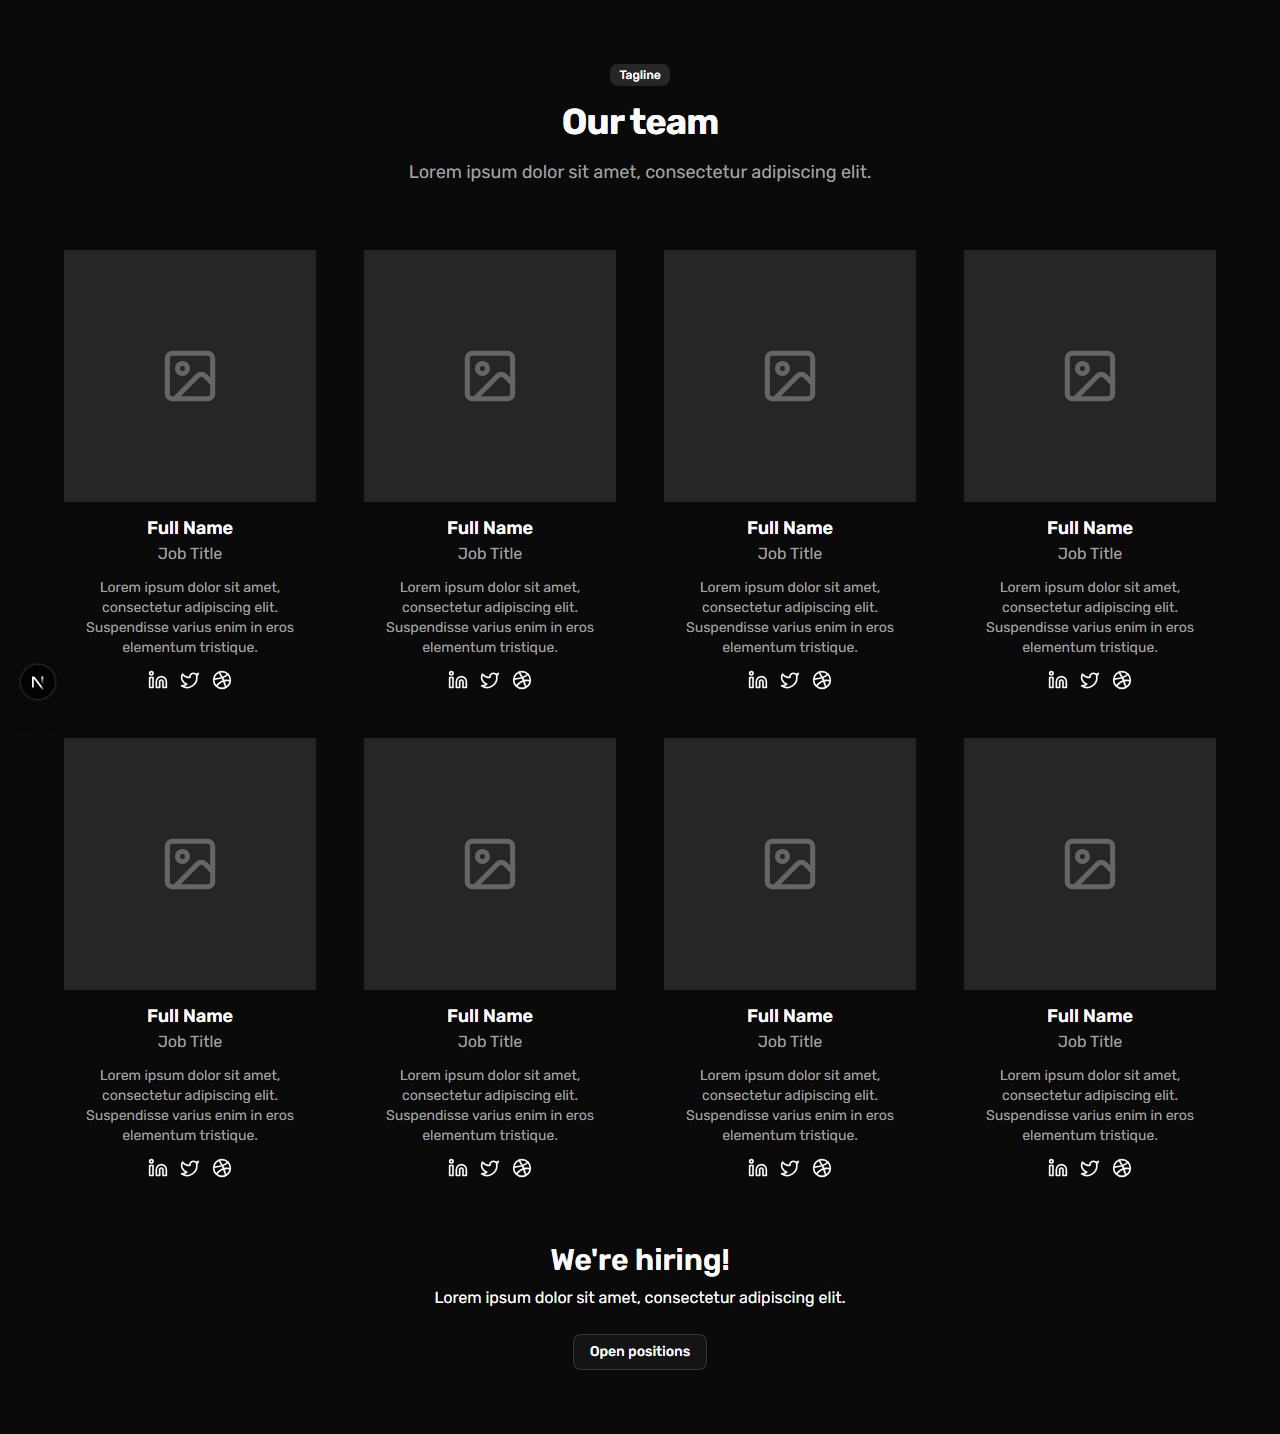 Tagline
Our team
Lorem ipsum dolor sit amet, consectetur adipiscing elit.
Full Name
Job Title
Lorem ipsum dolor sit amet,
consectetur adipiscing elit.
Suspendisse varius enim in eros
elementum tristique.
Full Name
Job Title
Lorem ipsum dolor sit amet,
consectetur adipiscing elit.
Suspendisse varius enim in eros
elementum tristique.
Full Name
Job Title
Lorem ipsum dolor sit amet,
consectetur adipiscing elit.
Suspendisse varius enim in eros
elementum tristique.
Full Name
Job Title
Lorem ipsum dolor sit amet,
consectetur adipiscing elit.
Suspendisse varius enim in eros
elementum tristique.
Full Name
Job Title
Lorem ipsum dolor sit amet,
consectetur adipiscing elit.
Suspendisse varius enim in eros
elementum tristique.
Full Name
Job Title
Lorem ipsum dolor sit amet,
consectetur adipiscing elit.
Suspendisse varius enim in eros
elementum tristique.
Full Name
Job Title
Lorem ipsum dolor sit amet,
consectetur adipiscing elit.
Suspendisse varius enim in eros
elementum tristique.
Full Name
Job Title
Lorem ipsum dolor sit amet,
consectetur adipiscing elit.
Suspendisse varius enim in eros
elementum tristique.
We're hiring!
Lorem ipsum dolor sit amet, consectetur adipiscing elit.
Open positions